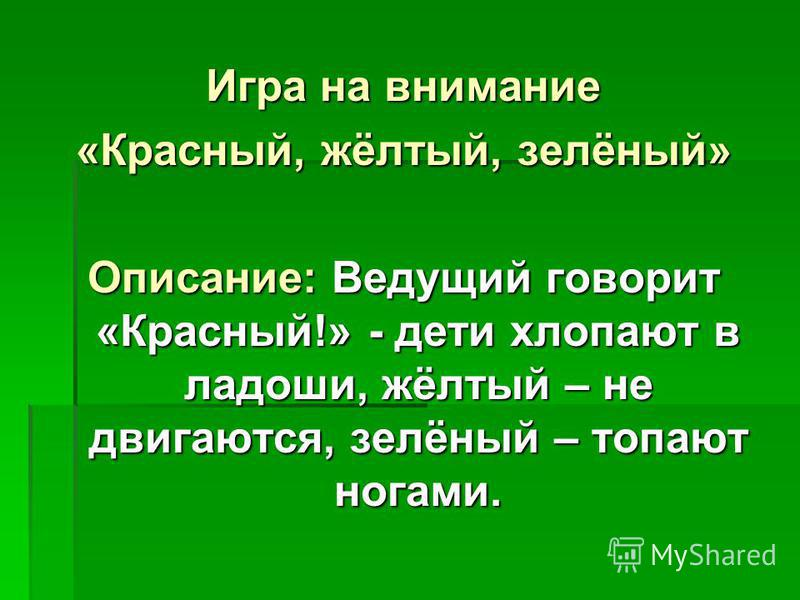 Игра на внимание
«Красный, жёлтый, зелёный»
Описание: Ведущий говорит
«Красный!» - дети хлопают в
ладоши, жёлтый – не
двигаются, зелёный – топают
ногами.
MyShared